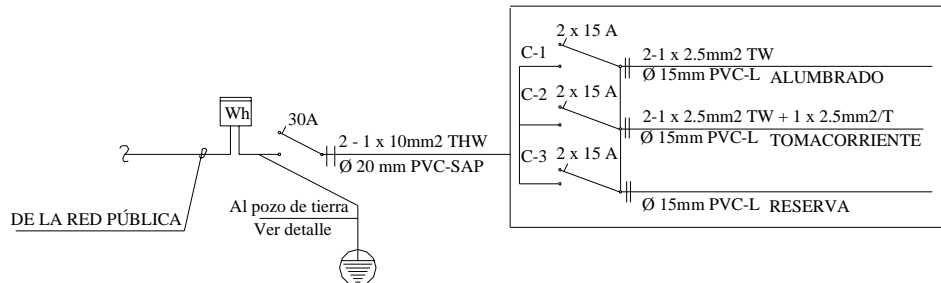 2 x 15 A
C-1
2-1 x 2.5mm2 TW
Ø 15mm PVC-L ALUMBRADO
2 x 15 A
C-2
2-1 x 2.5mm2 TW + 1 x 2.5mm2/T
Ø 15mm PVC-L TOMACORRIENTE
2 x 15 A
C-3
Ø 15mm PVC-L RESERVA
Wh
30A
2 - 1 x 10mm2 THW
Ø 20 mm PVC-SAP
DE LA RED PÚBLICA
Al pozo de tierra
Ver detalle